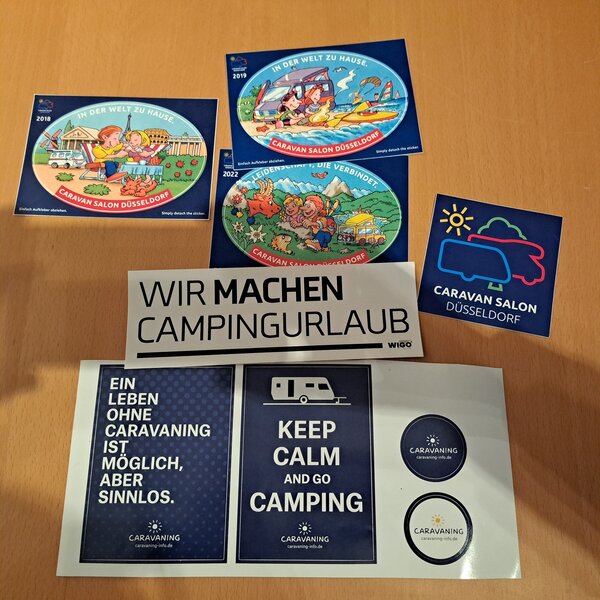 2018
IN DER WELT ZU HAUSE.
CARAVAN SALON DÜSSELDORF
Einfach Aufkleber abziehen.
Simply detach the sticker.
2019
IN DER WELT ZU HAUSE.
CARAVAN SALON DÜSSELDORF
Einfach Aufkleber abziehen.
Simply detach the sticker.
2022
LEIDENSCHAFT, DIE VERBINDET.
CARAVAN SALON DÜSSELDORF
CARAVAN SALON
DÜSSELDORF
WIR MACHEN
CAMPINGURLAUB
WIGO
EIN
LEBEN
OHNE
CARAVANING
IST
MÖGLICH,
ABER
SINNLOS.
CARAVANING
caravaning-info.de
KEEP
CALM
AND GO
CAMPING
CARAVANING
caravaning-info.de
CARAVANING
caravaning-info.de
CARAVANING
caravaning-info.de